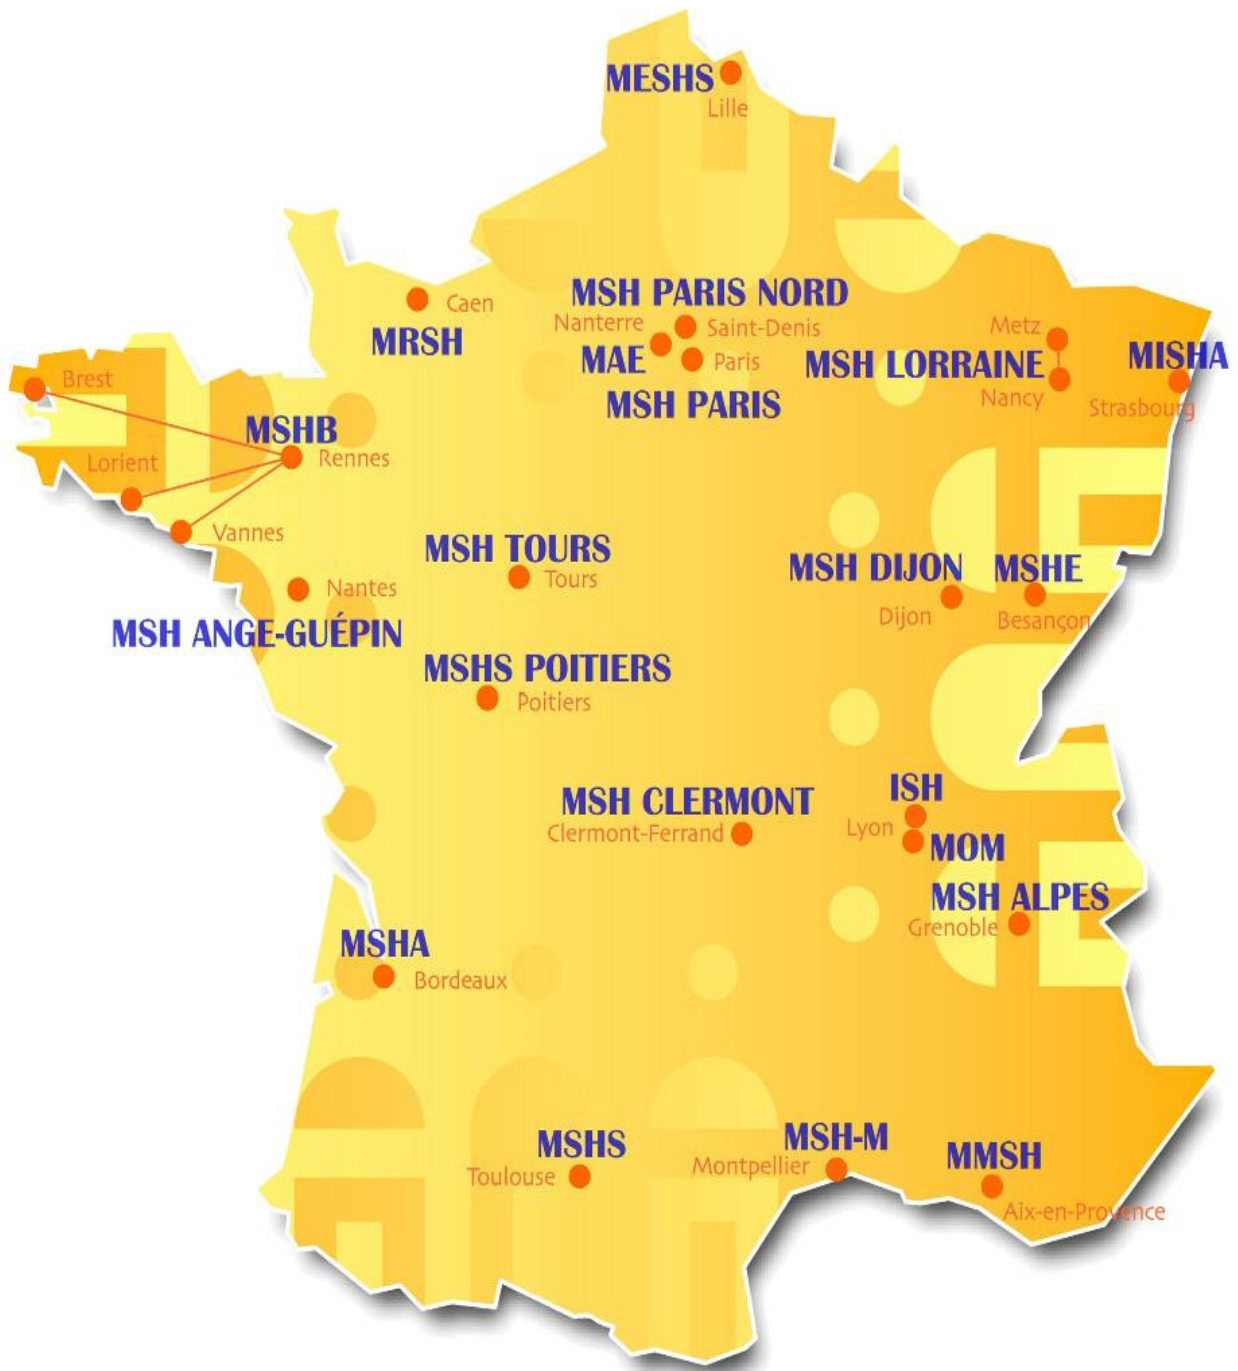 MESHS
Lille
MSH PARIS NORD
Caen
Nanterre
Saint-Denis
Metz
MRSH
MAE
Paris
MSH LORRAINE
MISHA
Brest
MSH PARIS
Nancy
Strasbourg
MSHB
Rennes
Lorient
Vannes
MSH TOURS
Tours
MSH DIJON
MSHE
Nantes
Dijon
Besançon
MSH ANGE-GUÉPIN
MSHS POITIERS
Poitiers
MSH CLERMONT
Clermont-Ferrand
ISH
Lyon
MOM
MSH ALPES
Grenoble
MSHA
Bordeaux
MSHS
Toulouse
MSH-M
Montpellier
MMSH
Aix-en-Provence